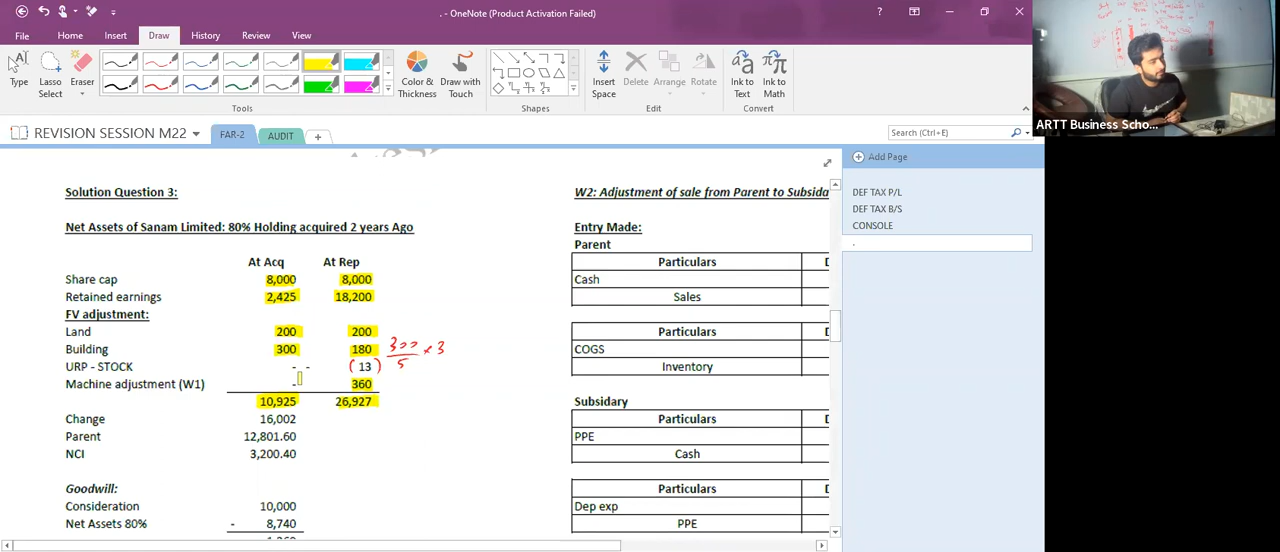 . - OneNote (Product Activation Failed)
?
File Home Insert Draw History Review View
Type Lasso Select Eraser Color & Thickness Draw with Touch Insert Space Delete Arrange Rotate Ink to Text Ink to Math
Tools Shapes Edit Convert
REVISION SESSION M22 FAR-2 AUDIT + Search (Ctrl+E)
ARTT Business Scho...
Add Page
DEF TAX P/L
DEF TAX B/S
CONSOLE
.
Solution Question 3:
Net Assets of Sanam Limited: 80% Holding acquired 2 years Ago
At Acq At Rep
Share cap 8,000 8,000
Retained earnings 2,425 18,200
FV adjustment:
Land 200 200
Building 300 180 300/5 × 3
URP - STOCK - - (13)
Machine adjustment (W1) - 360
10,925 26,927
Change 16,002
Parent 12,801.60
NCI 3,200.40
Goodwill:
Consideration 10,000
Net Assets 80% - 8,740
W2: Adjustment of sale from Parent to Subsida
Entry Made:
Parent
Particulars
Cash
Sales
Particulars
COGS
Inventory
Subsidary
Particulars
PPE
Cash
Particulars
Dep exp
PPE